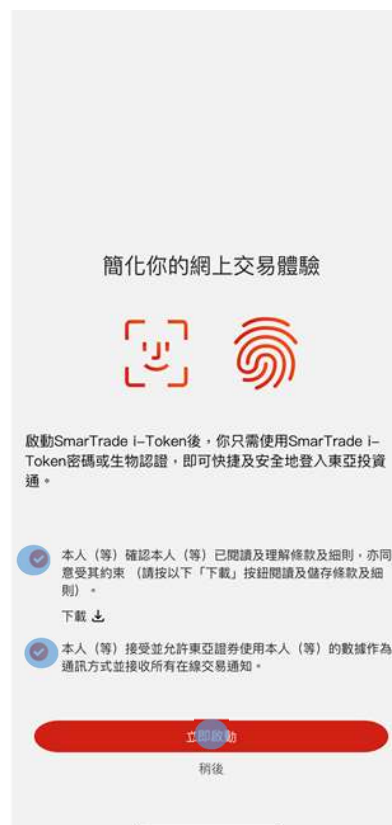 簡化你的網上交易體驗
啟動SmarTrade i-Token後，你只需使用SmarTrade i-
Token密碼或生物認證，即可快捷及安全地登入東亞投資
通。
本人（等）確認本人（等）已閱讀及理解條款及細則，亦同
意受其約束 （請按以下「下載」按鈕閱讀及儲存條款及細
則）。
下載
本人（等）接受並允許東亞證券使用本人（等）的數據作為
通訊方式並接收所有在線交易通知。
立即啟動
稍後